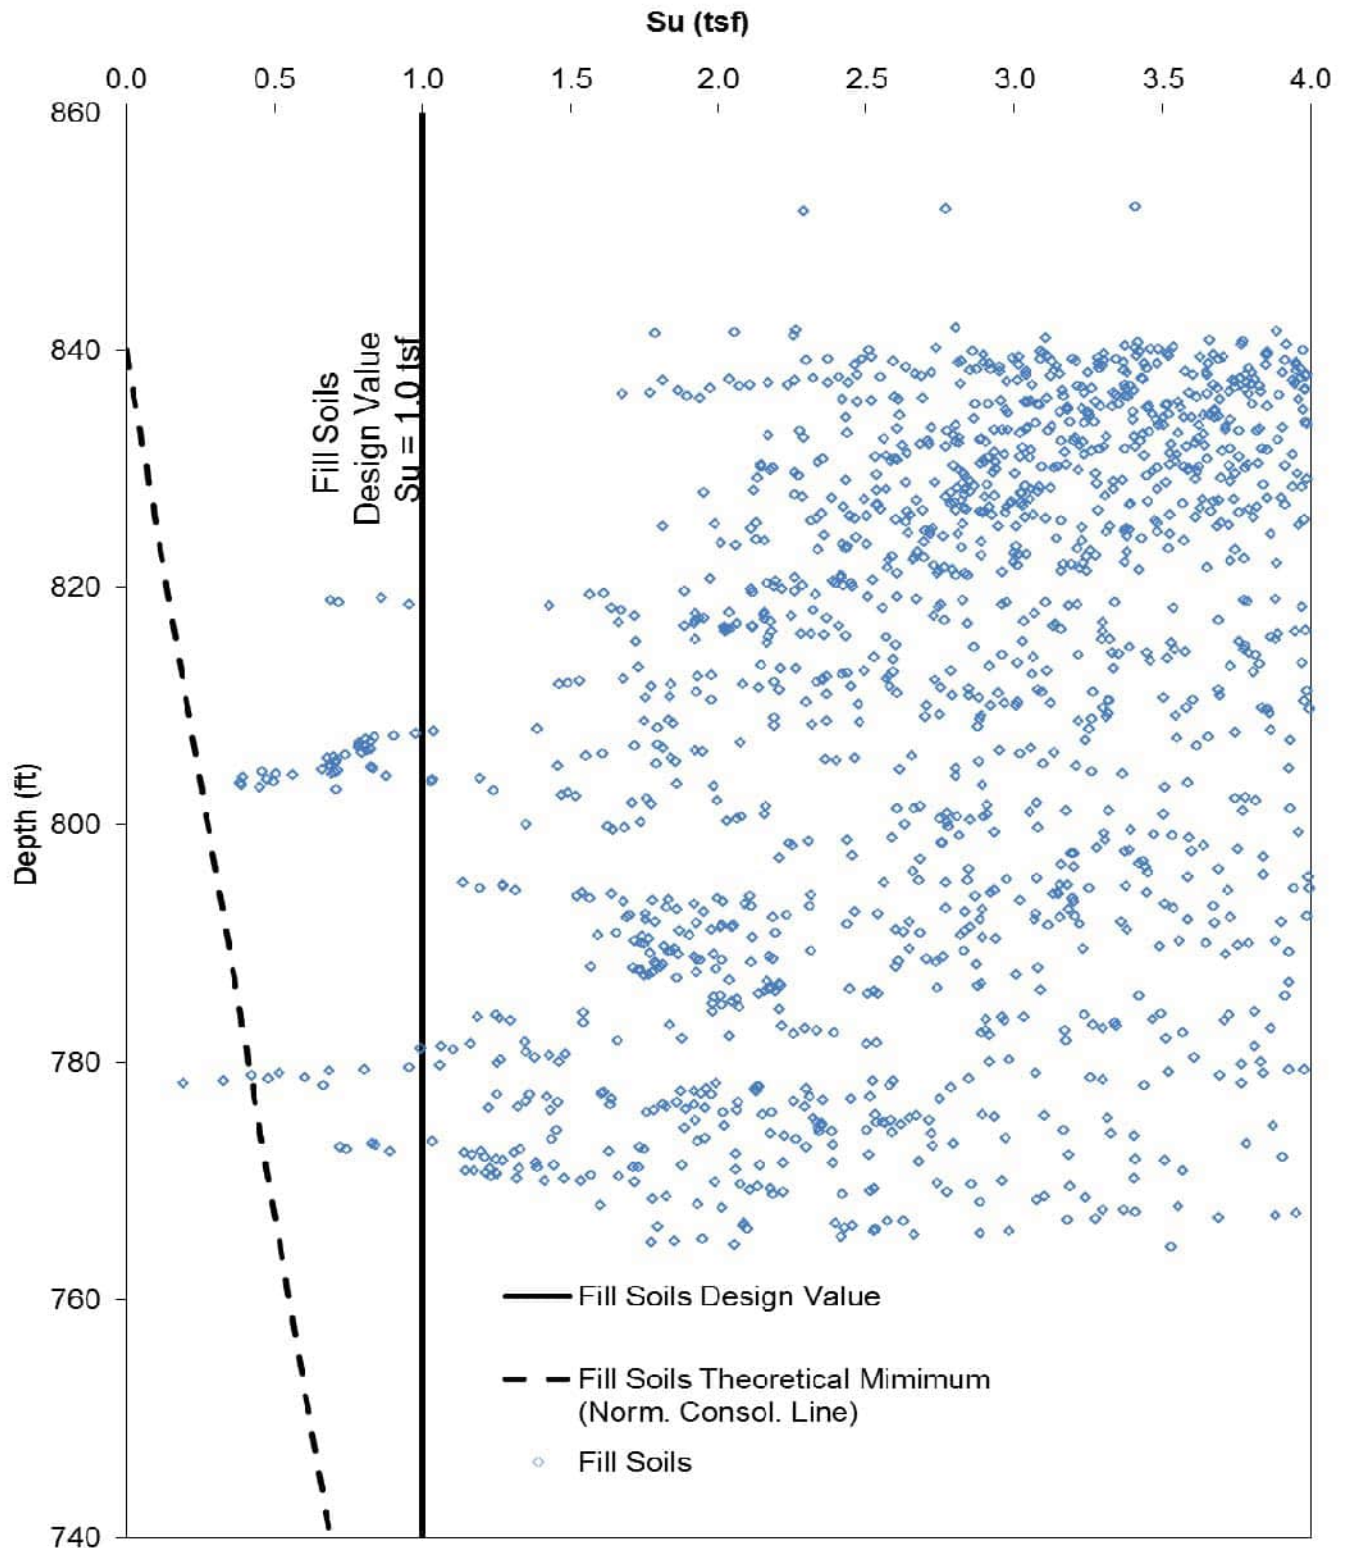 Su (tsf)
0.0 0.5 1.0 1.5 2.0 2.5 3.0 3.5 4.0
860
840
820
800
780
760
740
Depth (ft)
Fill Soils
Design Value
Su = 1.0 tsf
Fill Soils Design Value
Fill Soils Theoretical Mimimum
(Norm. Consol. Line)
Fill Soils